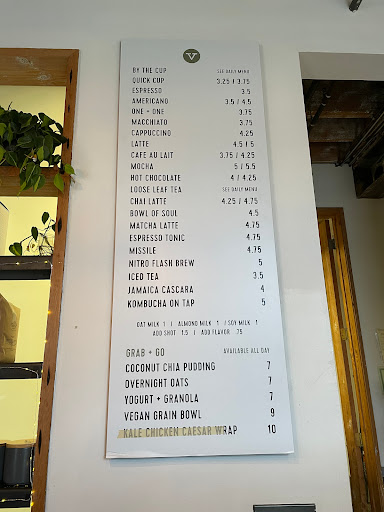 V
BY THE CUP SEE DAILY MENU
QUICK CUP 3.25 / 3.75
ESPRESSO 3.5
AMERICANO 3.5 / 4.5
ONE + ONE 3.75
MACCHIATO 3.75
CAPPUCCINO 4.25
LATTE 4.5 / 5
CAFE AU LAIT 3.75 / 4.25
MOCHA 5 / 5.5
HOT CHOCOLATE 4 / 4.25
LOOSE LEAF TEA SEE DAILY MENU
CHAI LATTE 4.25 / 4.75
BOWL OF SOUL 4.5
MATCHA LATTE 4.75
ESPRESSO TONIC 4.75
MISSILE 4.75
NITRO FLASH BREW 5
ICED TEA 3.5
JAMAICA CASCARA 4
KOMBUCHA ON TAP 5
OAT MILK 1 / ALMOND MILK 1 / SOY MILK 1
ADD SHOT 1.5 / ADD FLAVOR .75
GRAB + GO AVAILABLE ALL DAY
COCONUT CHIA PUDDING 7
OVERNIGHT OATS 7
YOGURT + GRANOLA 7
VEGAN GRAIN BOWL 9
KALE CHICKEN CAESAR WRAP 10